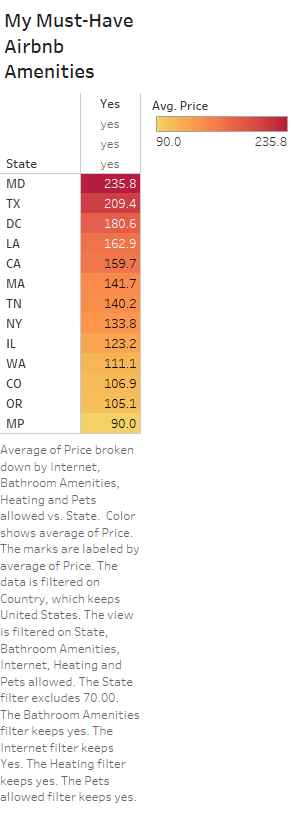 My Must-Have
Airbnb
Amenities
Yes
yes
yes
State yes
Avg. Price
90.0 235.8
MD 235.8
TX 209.4
DC 180.6
LA 162.9
CA 159.7
MA 141.7
TN 140.2
NY 133.8
IL 123.2
WA 111.1
CO 106.9
OR 105.1
MP 90.0
Average of Price broken
down by Internet,
Bathroom Amenities,
Heating and Pets
allowed vs. State.  Color
shows average of Price.
The marks are labeled by
average of Price. The
data is filtered on
Country, which keeps
United States. The view
is filtered on State,
Bathroom Amenities,
Internet, Heating and
Pets allowed. The State
filter excludes 70.00.
The Bathroom Amenities
filter keeps yes. The
Internet filter keeps
Yes. The Heating filter
keeps yes. The Pets
allowed filter keeps yes.